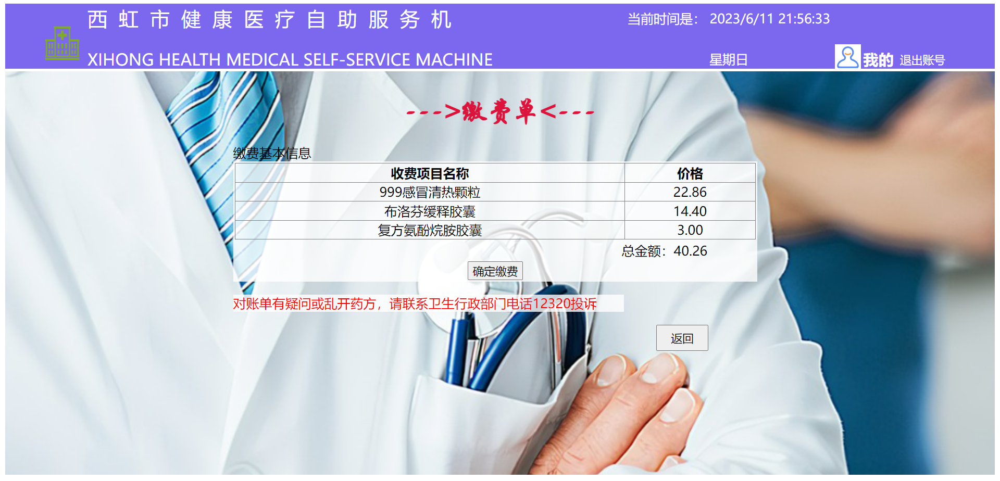 西虹市健康医疗自助服务机
当前时间是： 2023/6/11 21:56:33
XIHONG HEALTH MEDICAL SELF-SERVICE MACHINE
星期日
我的 退出账号
--->缴费单<---
缴费基本信息
收费项目名称 价格
999感冒清热颗粒 22.86
布洛芬缓释胶囊 14.40
复方氨酚烷胺胶囊 3.00
总金额：40.26
确定缴费
对账单有疑问或乱开药方，请联系卫生行政部门电话12320投诉
返回